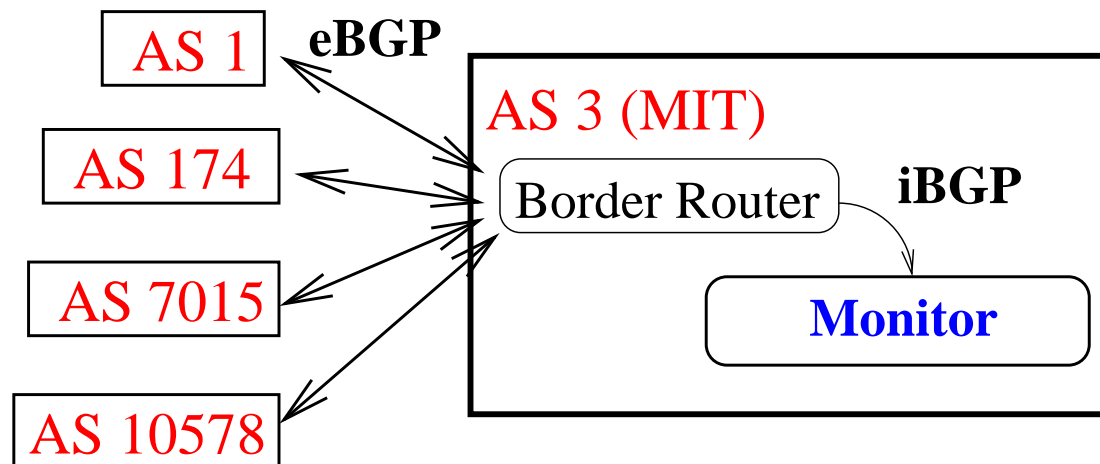 AS 1
eBGP
AS 3 (MIT)
AS 174
iBGP
Border Router
AS 7015
Monitor
AS 10578